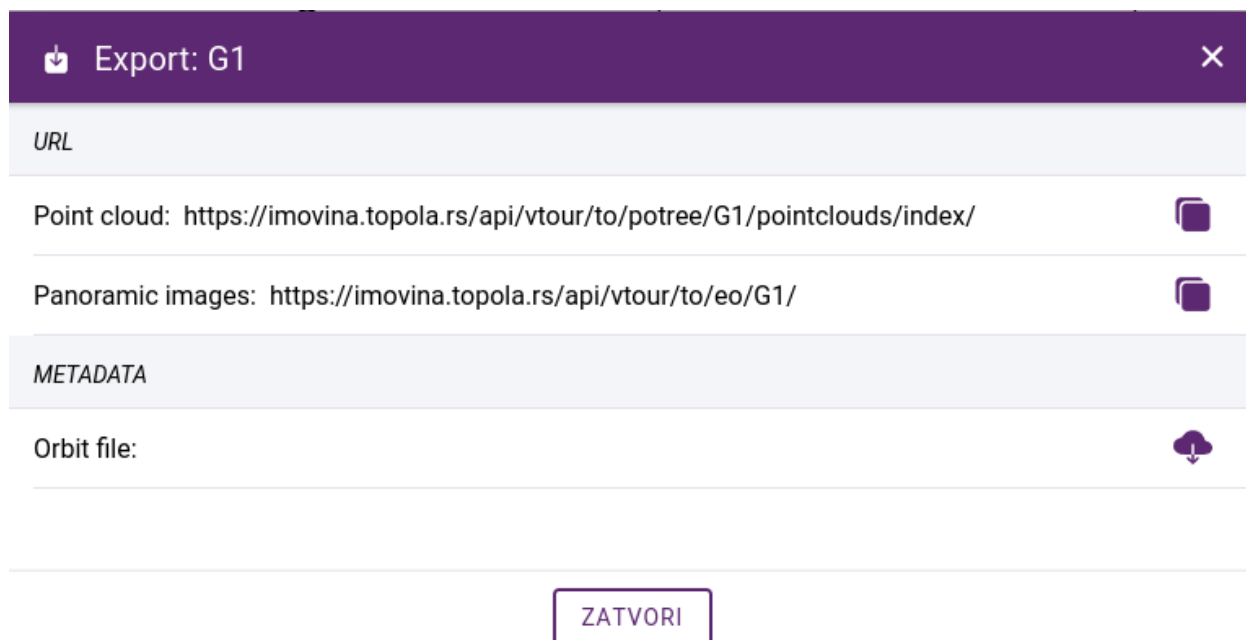 Export: G1
URL
Point cloud: https://imovina.topola.rs/api/vtour/to/potree/G1/pointclouds/index/
Panoramic images: https://imovina.topola.rs/api/vtour/to/eo/G1/
METADATA
Orbit file:
ZATVORI